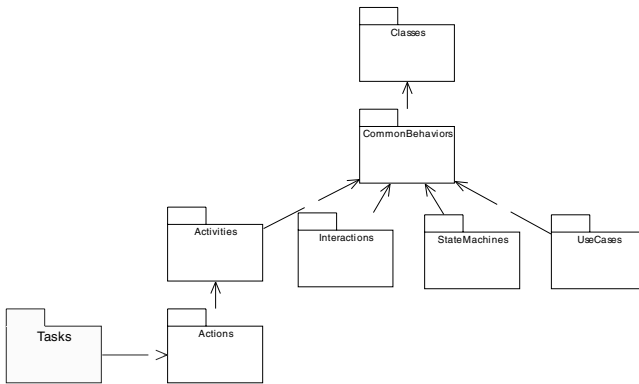 Classes
CommonBehaviors
Activities
Interactions
StateMachines
UseCases
Tasks
Actions